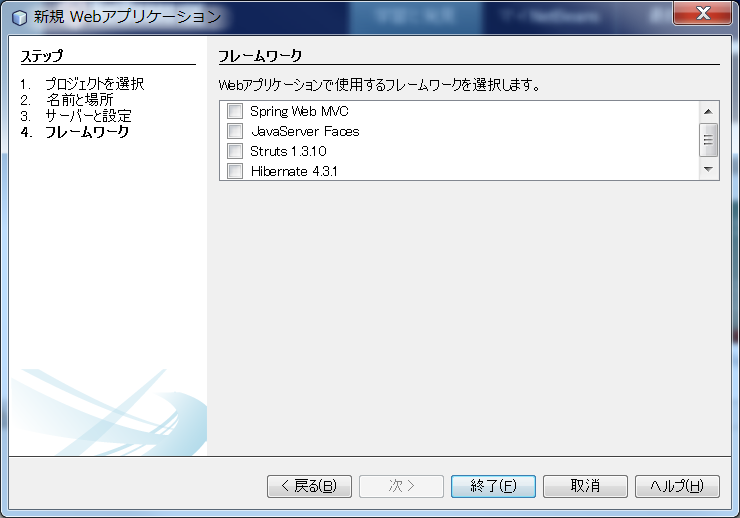 新規 Webアプリケーション
ステップ
1. プロジェクトを選択
2. 名前と場所
3. サーバーと設定
4. フレームワーク
フレームワーク
Webアプリケーションで使用するフレームワークを選択します。
Spring Web MVC
JavaServer Faces
Struts 1.3.10
Hibernate 4.3.1
< 戻る(B)
次 >
終了(F)
取消
ヘルプ(H)